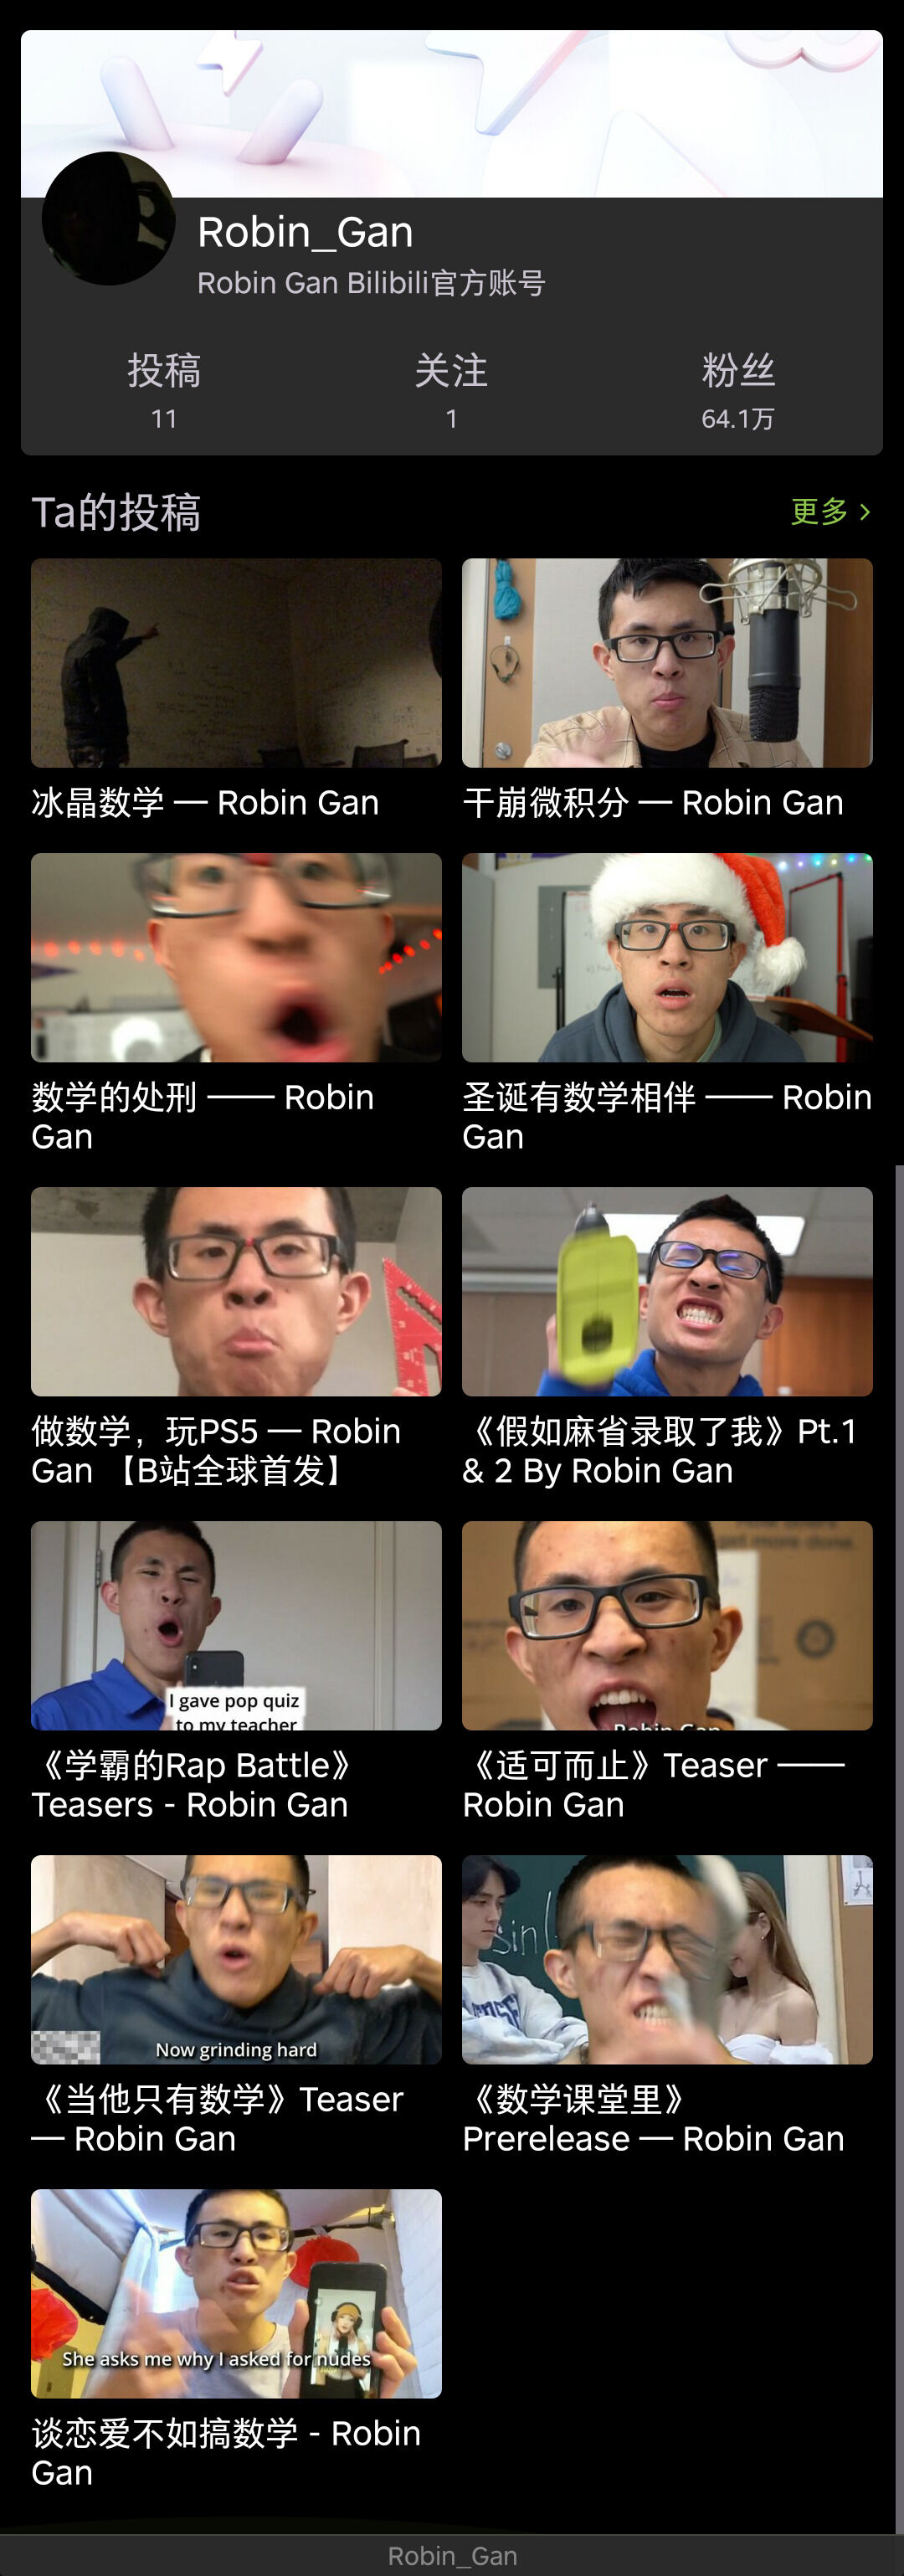 Robin_Gan
Robin Gan Bilibili官方账号
投稿
关注
粉丝
11
1
64.1万
Ta的投稿
更多 >
冰晶数学 — Robin Gan
干崩微积分 — Robin Gan
数学的处刑 —— Robin
Gan
圣诞有数学相伴 —— Robin
Gan
做数学，玩PS5 — Robin
Gan 【B站全球首发】
《假如麻省录取了我》Pt.1
& 2 By Robin Gan
I gave pop quiz
to my teacher
get more done.
Robin Gan
《学霸的Rap Battle》
Teasers - Robin Gan
《适可而止》Teaser ——
Robin Gan
Now grinding hard
sin
《当他只有数学》Teaser
— Robin Gan
《数学课堂里》
Prerelease — Robin Gan
She asks me why I asked for nudes
谈恋爱不如搞数学 - Robin
Gan
Robin_Gan